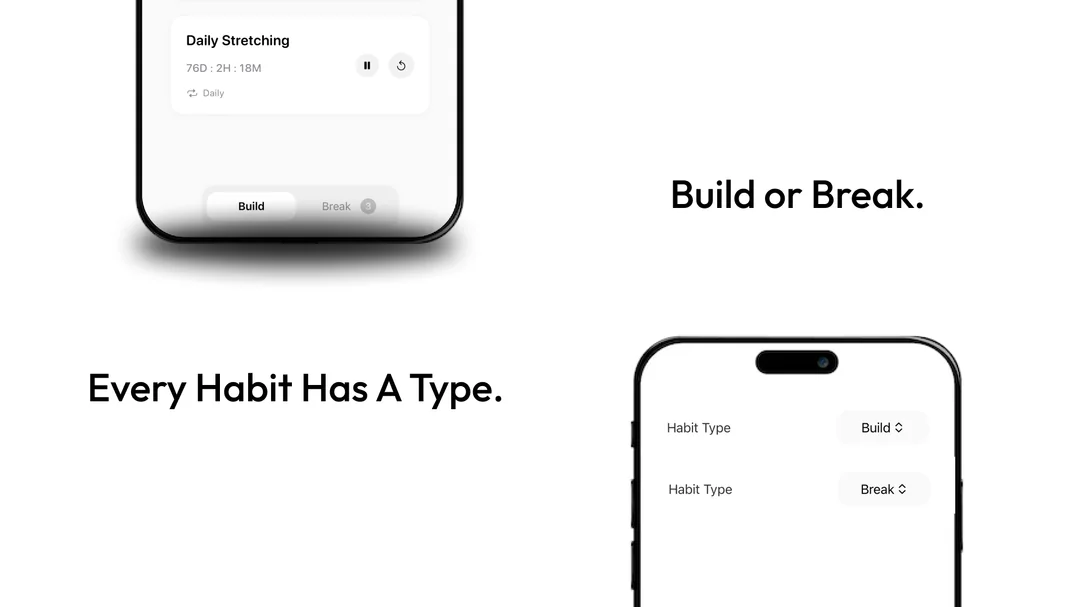 Daily Stretching
76D : 2H : 18M
Daily
Build
Break 3
Every Habit Has A Type.
Build or Break.
Habit Type Build
Habit Type Break